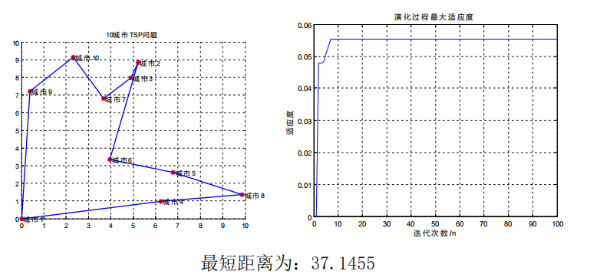 10城市TSP问题
10
9
8
7
6
5
4
3
2
1
0
城市 10
城市 2
城市 3
城市 9
城市 7
城市 6
城市 5
城市 8
城市 4
城市 1
0 1 2 3 4 5 6 7 8 9 10
演化过程最大适应度
适应度
0.06
0.05
0.04
0.03
0.02
0.01
0
0 10 20 30 40 50 60 70 80 90 100
迭代次数/n
最短距离为：37.1455